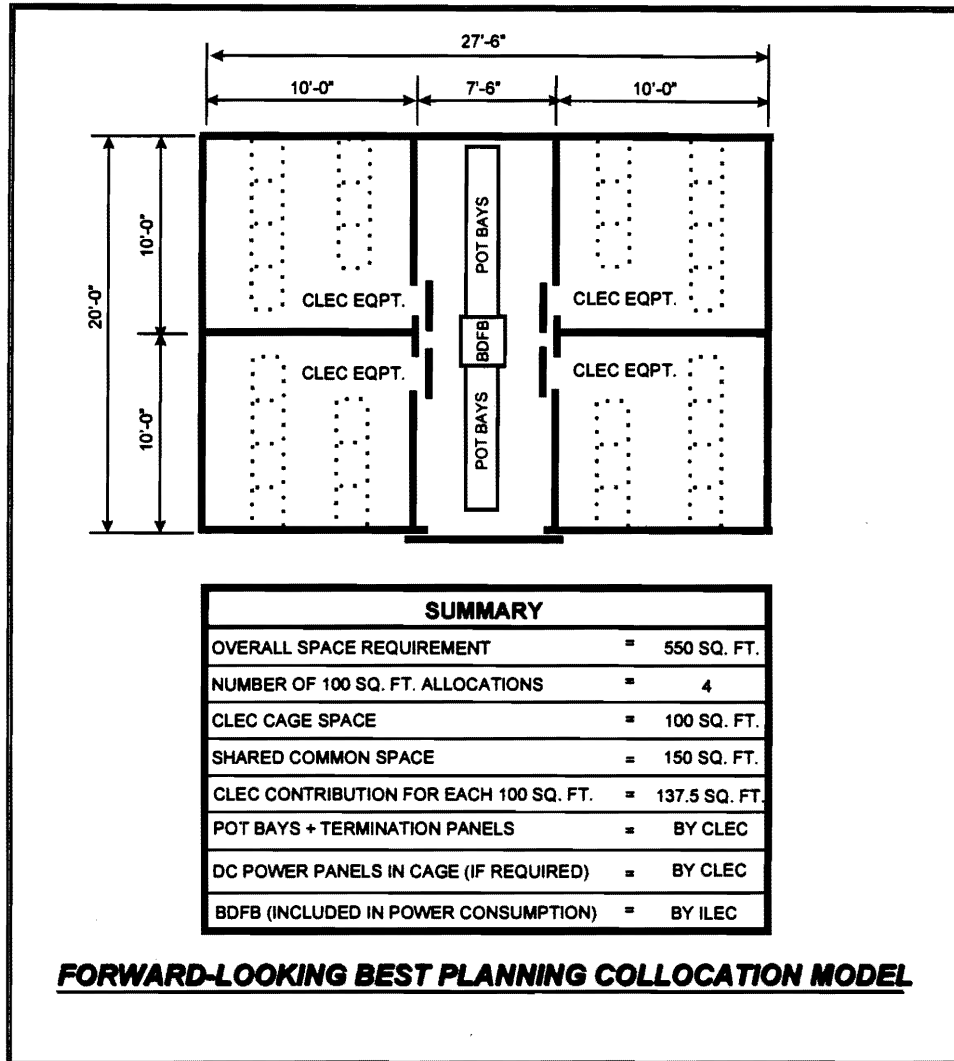 27'-6"
10'-0" 7'-6" 10'-0"
20'-0"
10'-0"
10'-0"
POT BAYS
BDFB
POT BAYS
CLEC EQPT.
CLEC EQPT.
CLEC EQPT.
CLEC EQPT.
SUMMARY
OVERALL SPACE REQUIREMENT = 550 SQ. FT.
NUMBER OF 100 SQ. FT. ALLOCATIONS = 4
CLEC CAGE SPACE = 100 SQ. FT.
SHARED COMMON SPACE = 150 SQ. FT.
CLEC CONTRIBUTION FOR EACH 100 SQ. FT. = 137.5 SQ. FT.
POT BAYS + TERMINATION PANELS = BY CLEC
DC POWER PANELS IN CAGE (IF REQUIRED) = BY CLEC
BDFB (INCLUDED IN POWER CONSUMPTION) = BY ILEC
FORWARD-LOOKING BEST PLANNING COLLOCATION MODEL